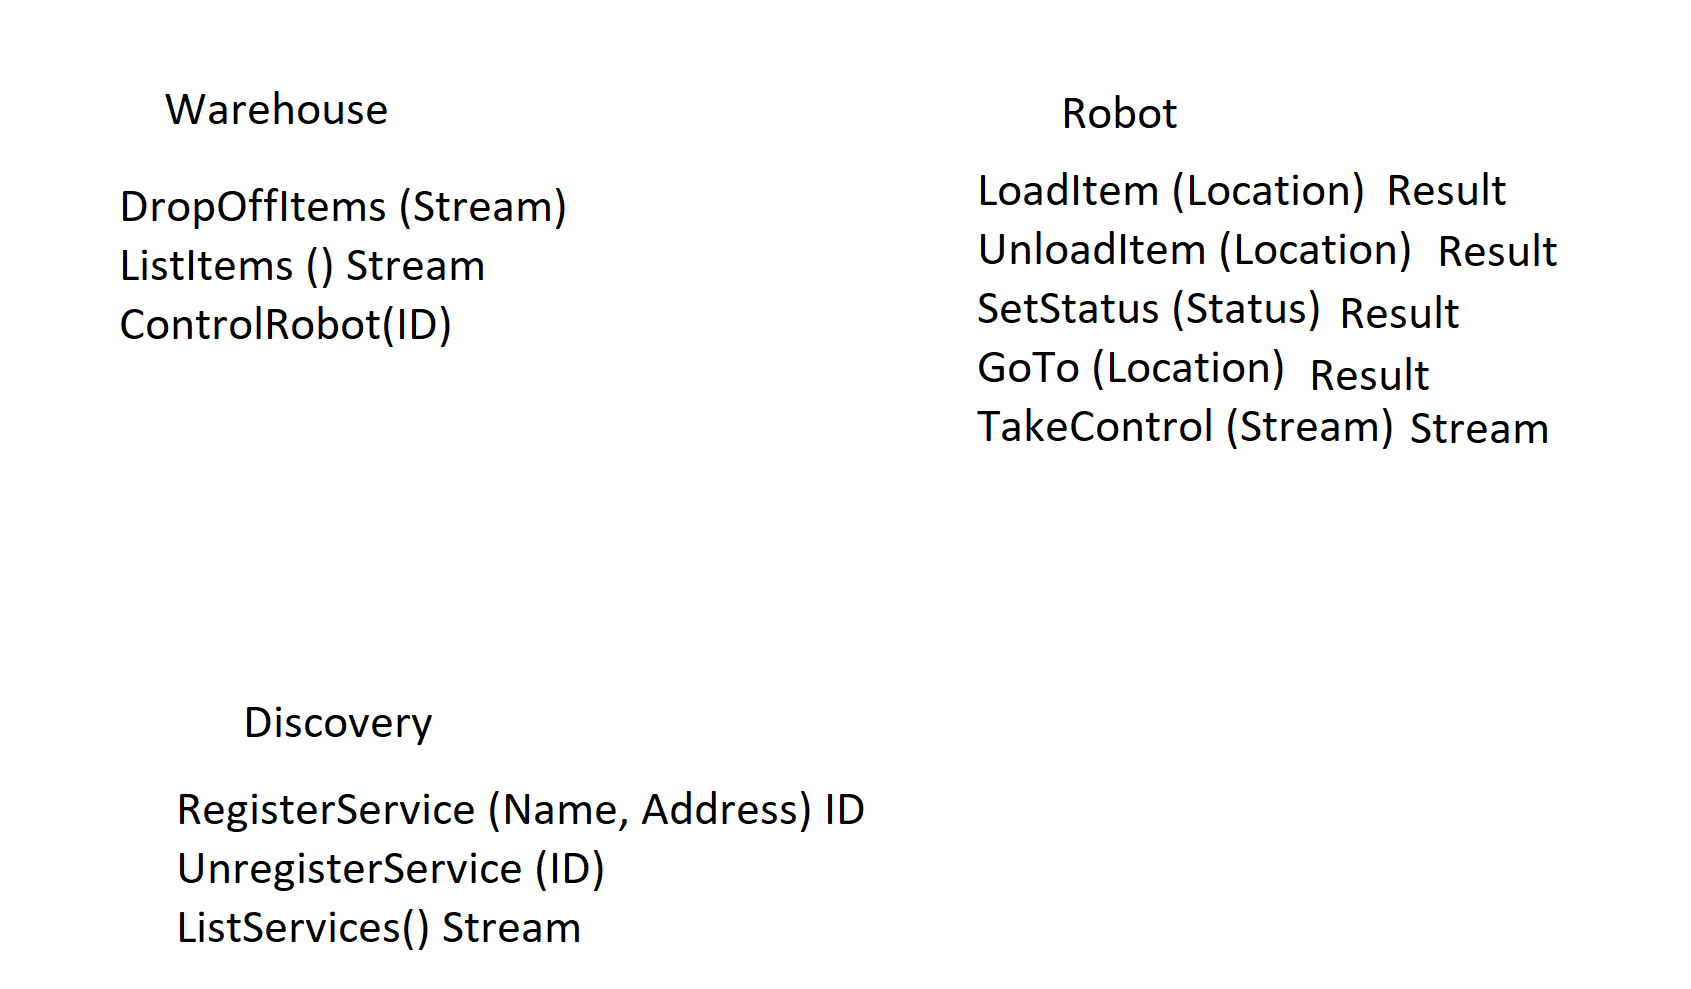 Warehouse
DropOffItems (Stream)
ListItems () Stream
ControlRobot(ID)
Robot
LoadItem (Location) Result
UnloadItem (Location) Result
SetStatus (Status) Result
GoTo (Location) Result
TakeControl (Stream) Stream
Discovery
RegisterService (Name, Address) ID
UnregisterService (ID)
ListServices() Stream